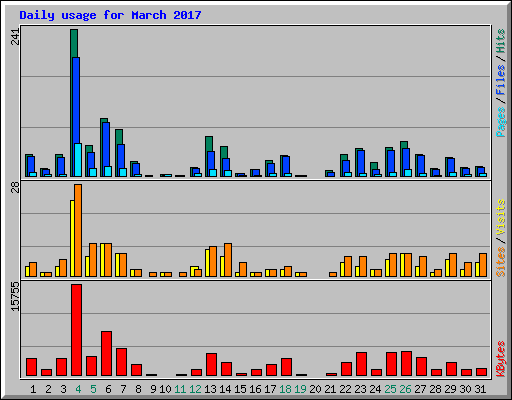 Daily usage for March 2017
241
Pages / Files / Hits
28
Sites / Visits
15755
KBytes
1 2 3 4 5 6 7 8 9 10 11 12 13 14 15 16 17 18 19 20 21 22 23 24 25 26 27 28 29 30 31